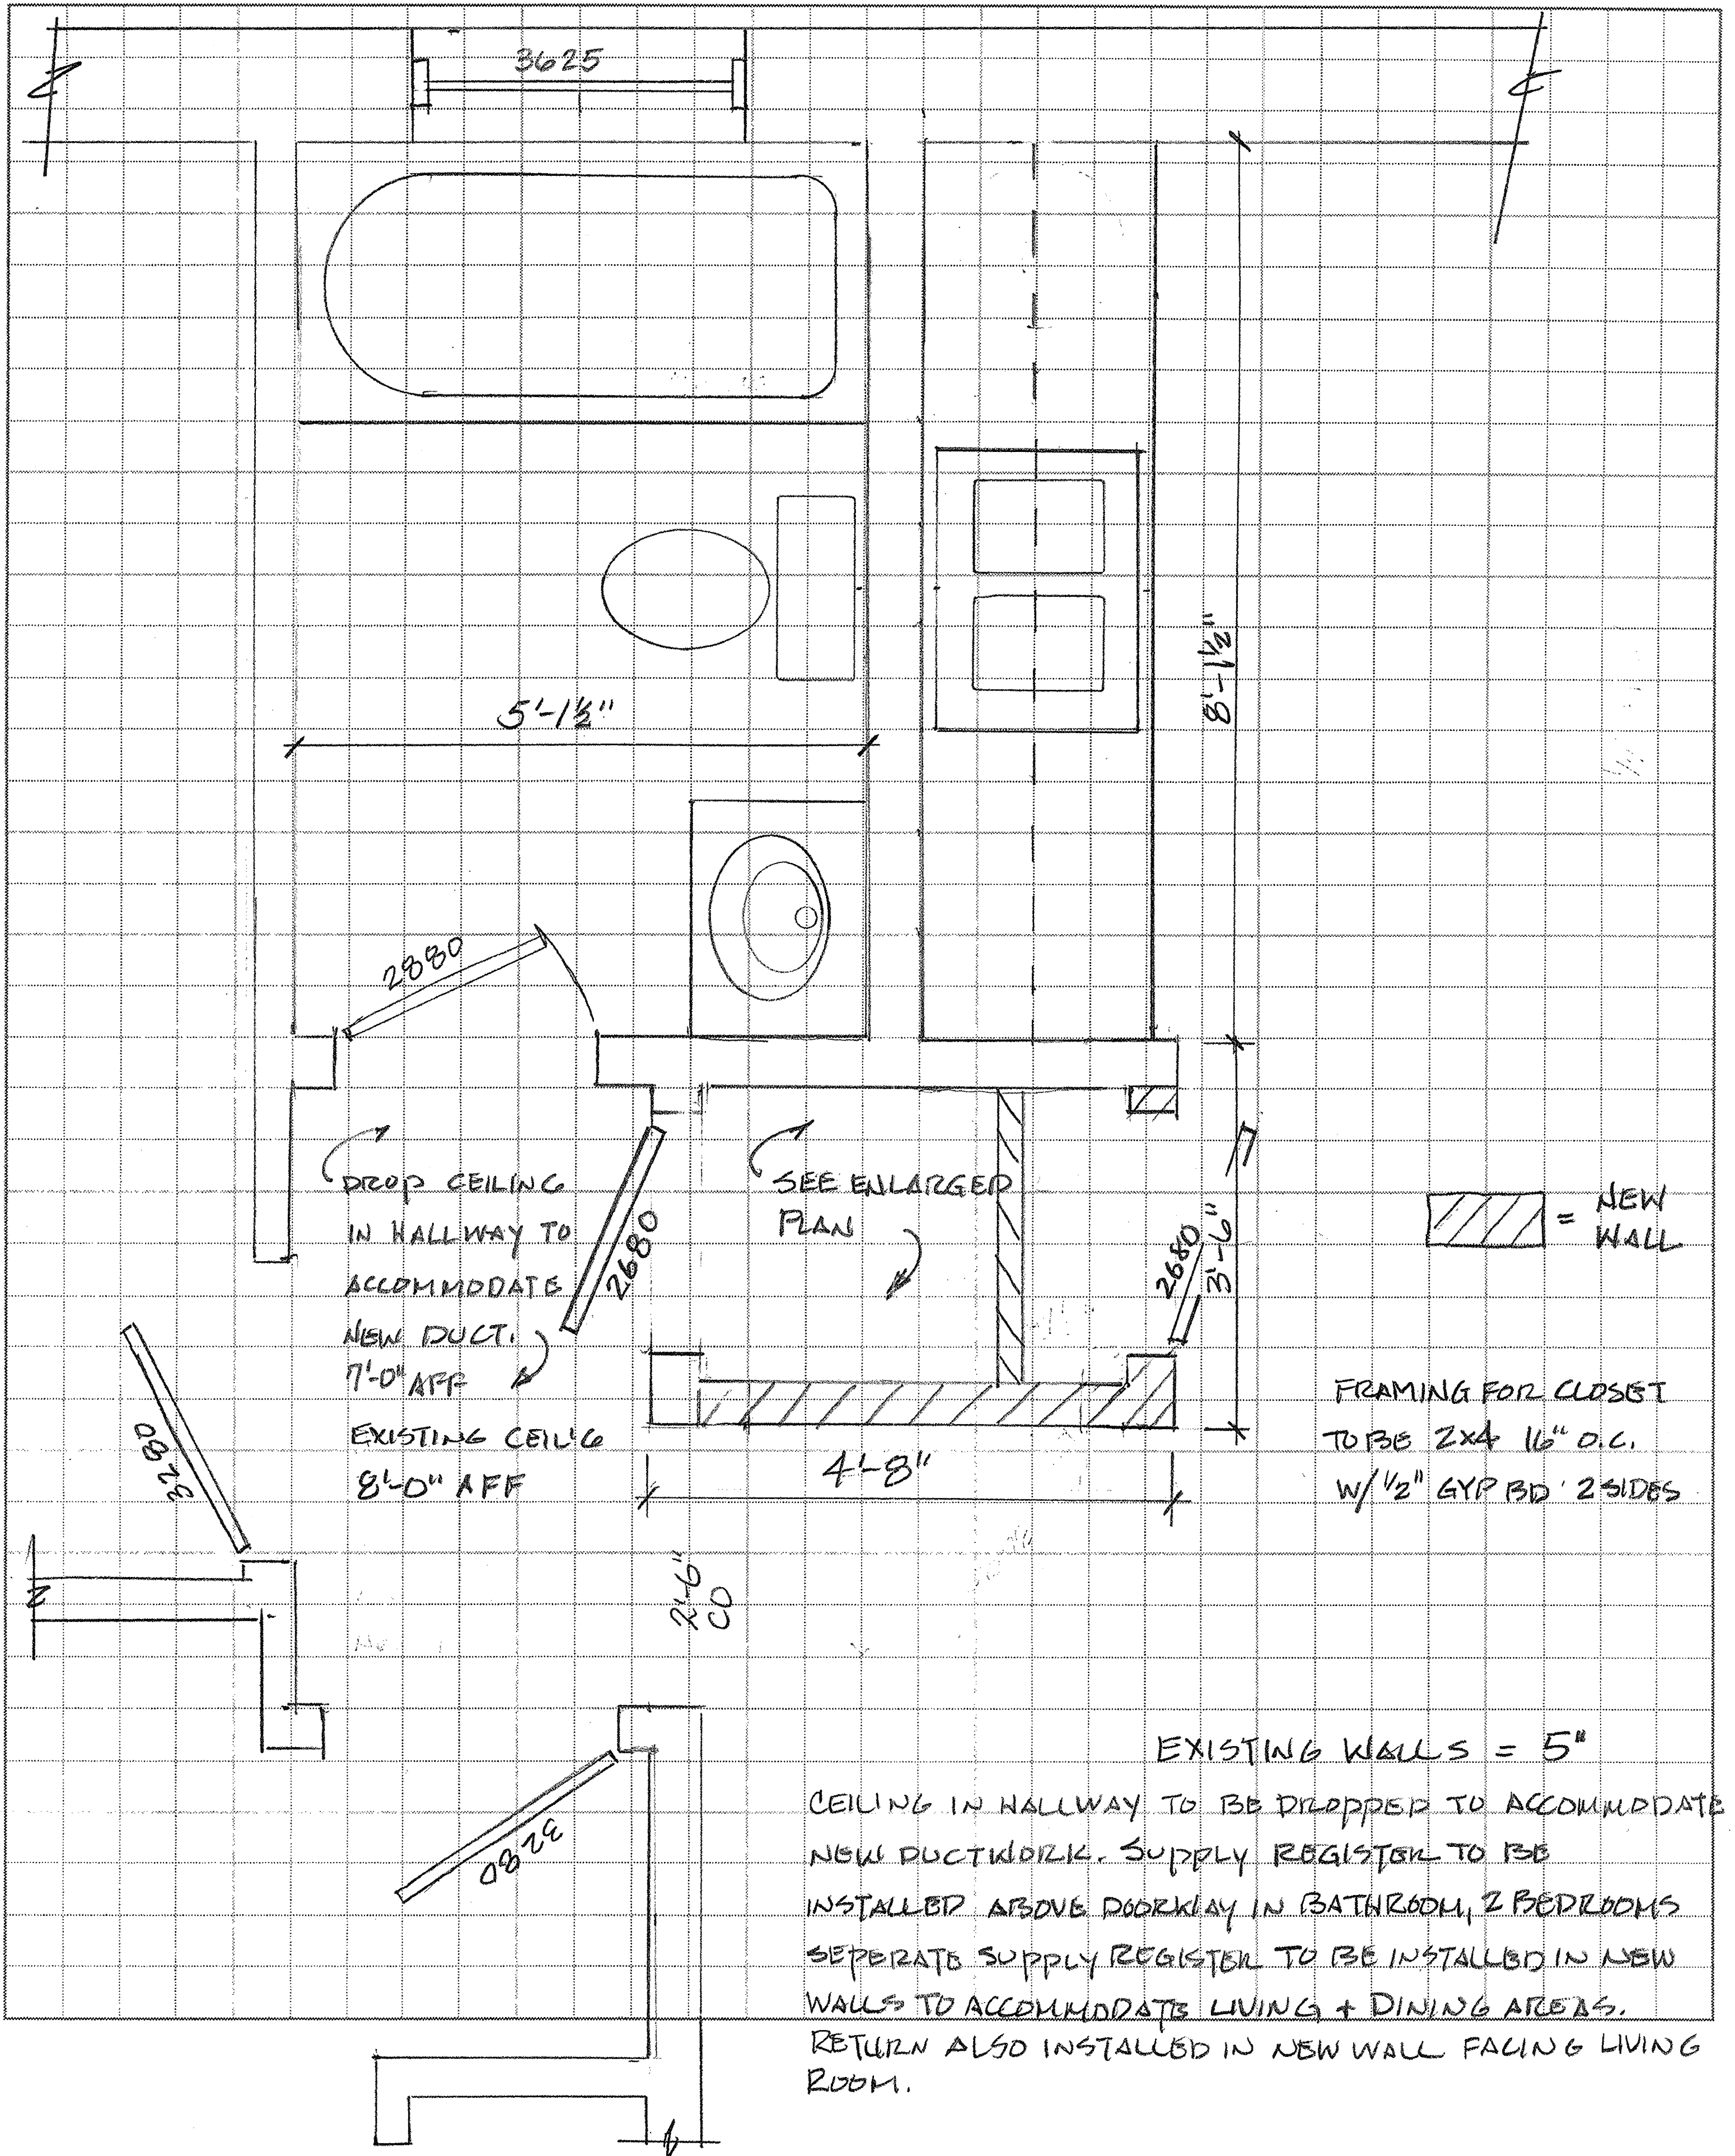 3625
5'-1½"
8'-1½"
2880
DROP CEILING
IN HALLWAY TO
ACCOMMODATE
NEW DUCT.
7'-0" AFF
EXISTING CEIL'G
8'-0" AFF
2680
SEE ENLARGED
PLAN
2680
3'-6"
= NEW
WALL
3280
4'-8"
FRAMING FOR CLOSET
TO BE 2x4 16" O.C.
W/ 1/2" GYP BD 2 SIDES
2'-6"
CO
3280
EXISTING WALLS = 5"
CEILING IN HALLWAY TO BE DROPPED TO ACCOMMODATE
NEW DUCTWORK. SUPPLY REGISTER TO BE
INSTALLED ABOVE DOORWAY IN BATHROOM, 2 BEDROOMS
SEPERATE SUPPLY REGISTER TO BE INSTALLED IN NEW
WALLS TO ACCOMMODATE LIVING + DINING AREAS.
RETURN ALSO INSTALLED IN NEW WALL FACING LIVING
ROOM.